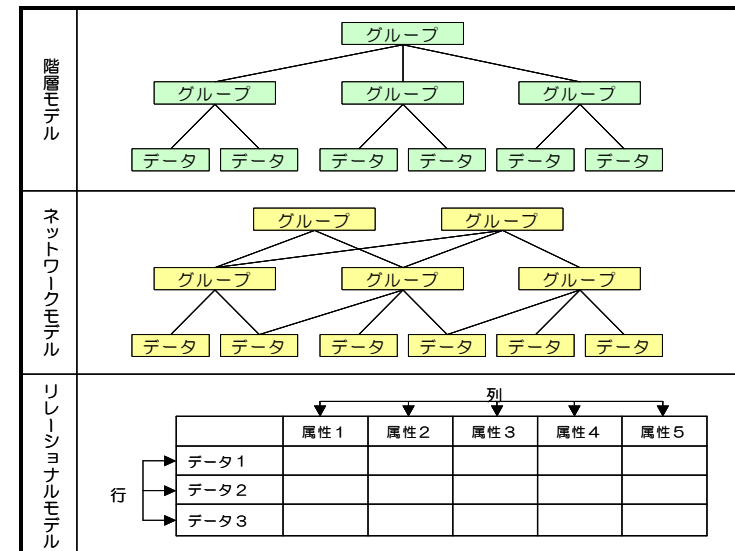 階層モデル
グループ
グループ グループ グループ
データ データ データ データ データ データ
ネットワークモデル
グループ グループ
グループ グループ グループ
データ データ データ データ データ データ
リレーショナルモデル
列
属性1 属性2 属性3 属性4 属性5
行
データ1
データ2
データ3